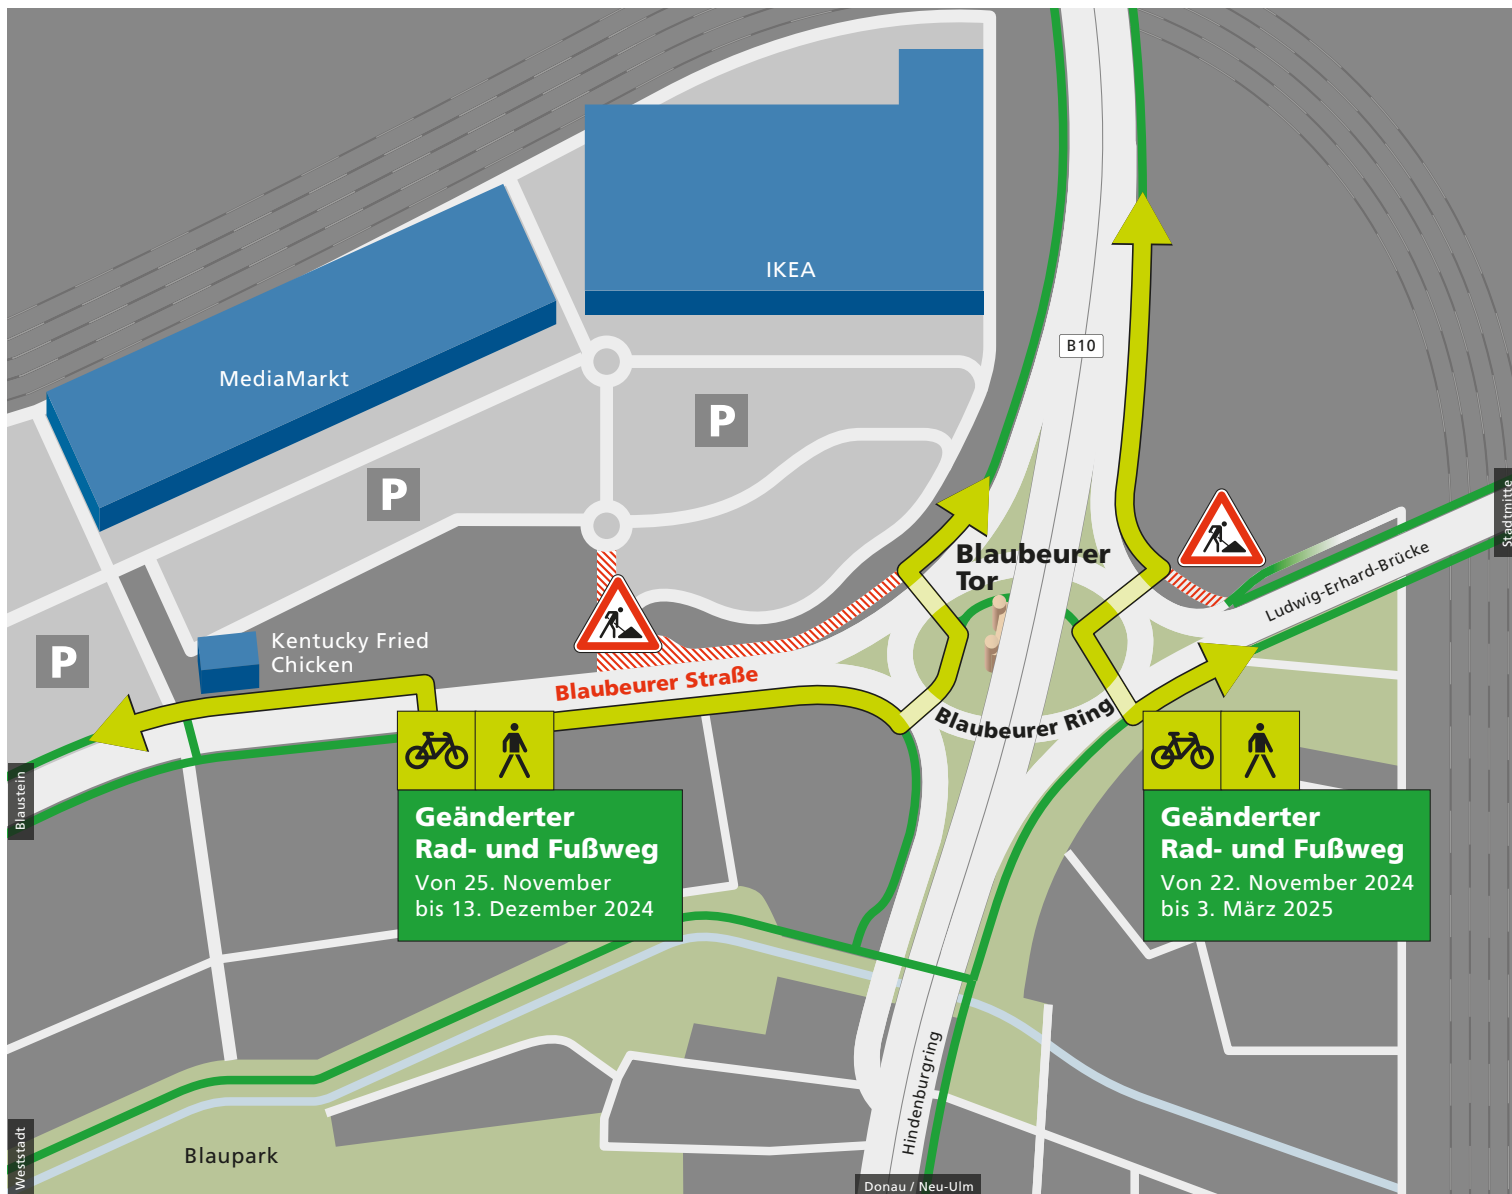 IKEA
B10
MediaMarkt
P
P
P
Stadtmitte
Blaubeurer
Tor
Ludwig-Erhard-Brücke
Kentucky Fried
Chicken
Blaubeurer Straße
Blaubeurer Ring
Blaustein
Geänderter
Rad- und Fußweg
Von 25. November
bis 13. Dezember 2024
Geänderter
Rad- und Fußweg
Von 22. November 2024
bis 3. März 2025
Hindenburgring
Blaupark
Weststadt
Donau / Neu-Ulm